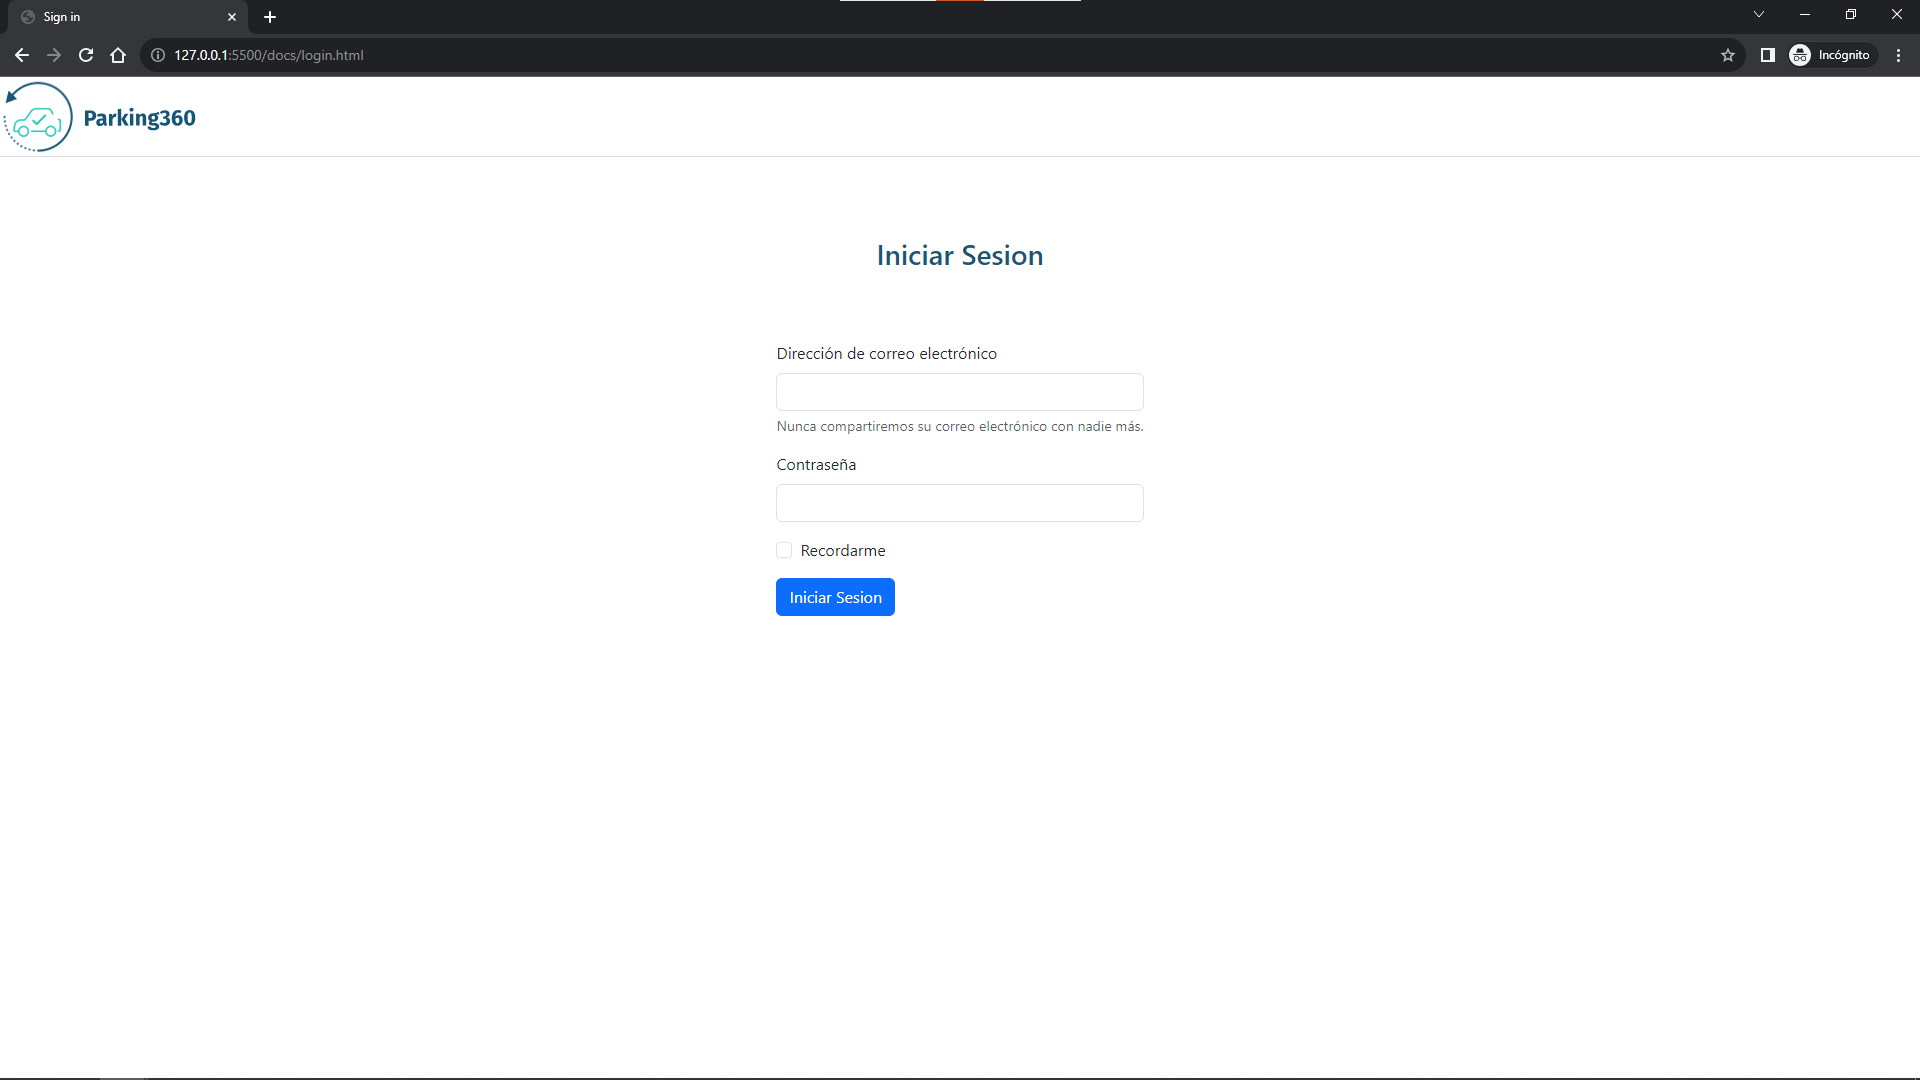 Sign in
127.0.0.1:5500/docs/login.html
Incógnito
Parking360
Iniciar Sesion
Dirección de correo electrónico
Nunca compartiremos su correo electrónico con nadie más.
Contraseña
Recordarme
Iniciar Sesion